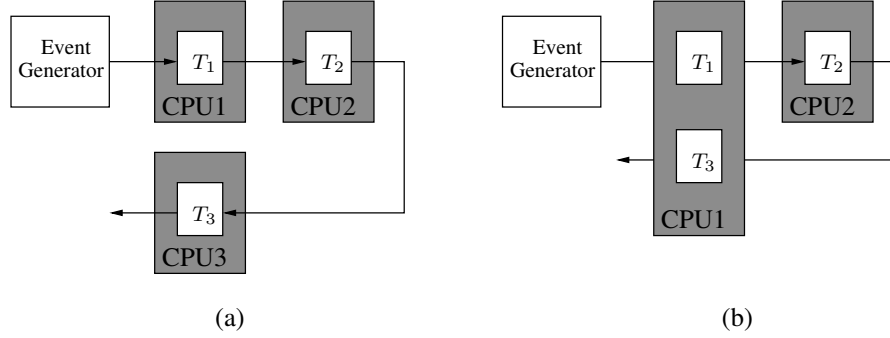 Event
Generator
T1
CPU1
T2
CPU2
T3
CPU3
(a)
Event
Generator
T1
T2
CPU2
T3
CPU1
(b)